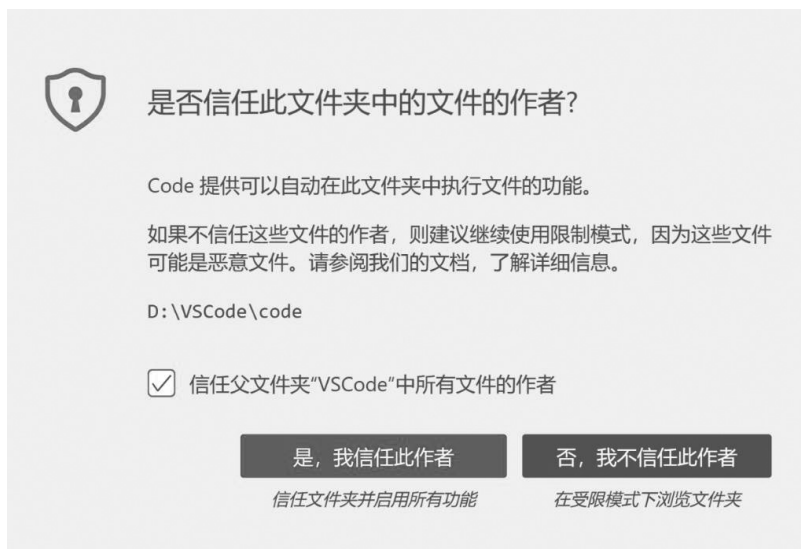 是否信任此文件夹中的文件的作者?
Code 提供可以自动在此文件夹中执行文件的功能。
如果不信任这些文件的作者，则建议继续使用限制模式，因为这些文件
可能是恶意文件。请参阅我们的文档，了解详细信息。
D:\VSCode\code
信任父文件夹“VSCode”中所有文件的作者
是，我信任此作者
否，我不信任此作者
信任文件夹并启用所有功能
在受限模式下浏览文件夹